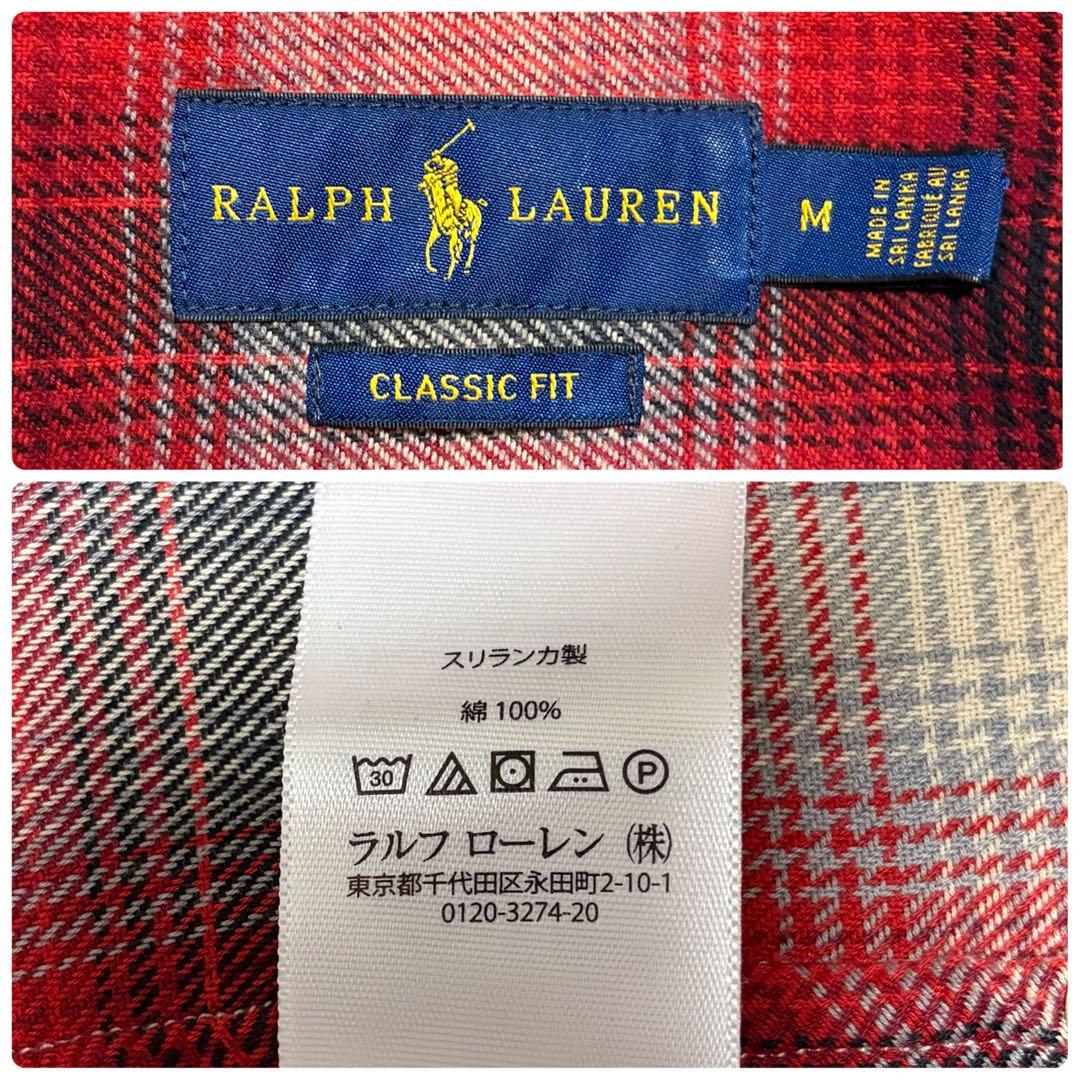 RALPH LAUREN
M
MADE IN
SRI LANKA
FABRIQUÉ AU
SRI LANKA
CLASSIC FIT
スリランカ製
綿 100%
30 P
ラルフ ローレン (株)
東京都千代田区永田町2-10-1
0120-3274-20